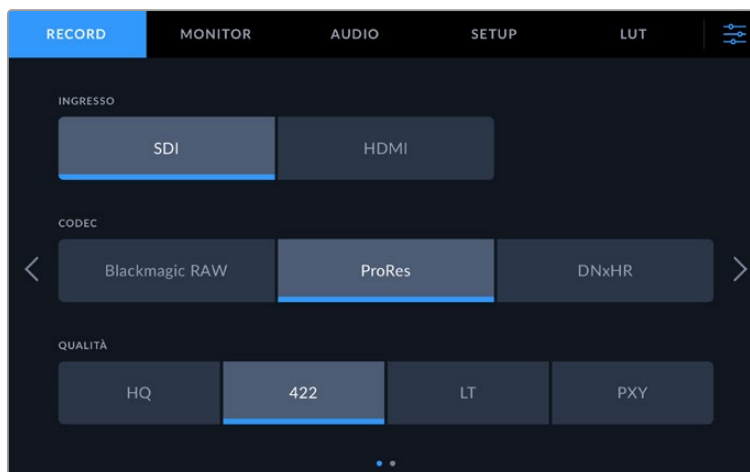 RECORD MONITOR AUDIO SETUP LUT
INGRESSO
SDI HDMI
CODEC
Blackmagic RAW ProRes DNxHR
QUALITÀ
HQ 422 LT PXY